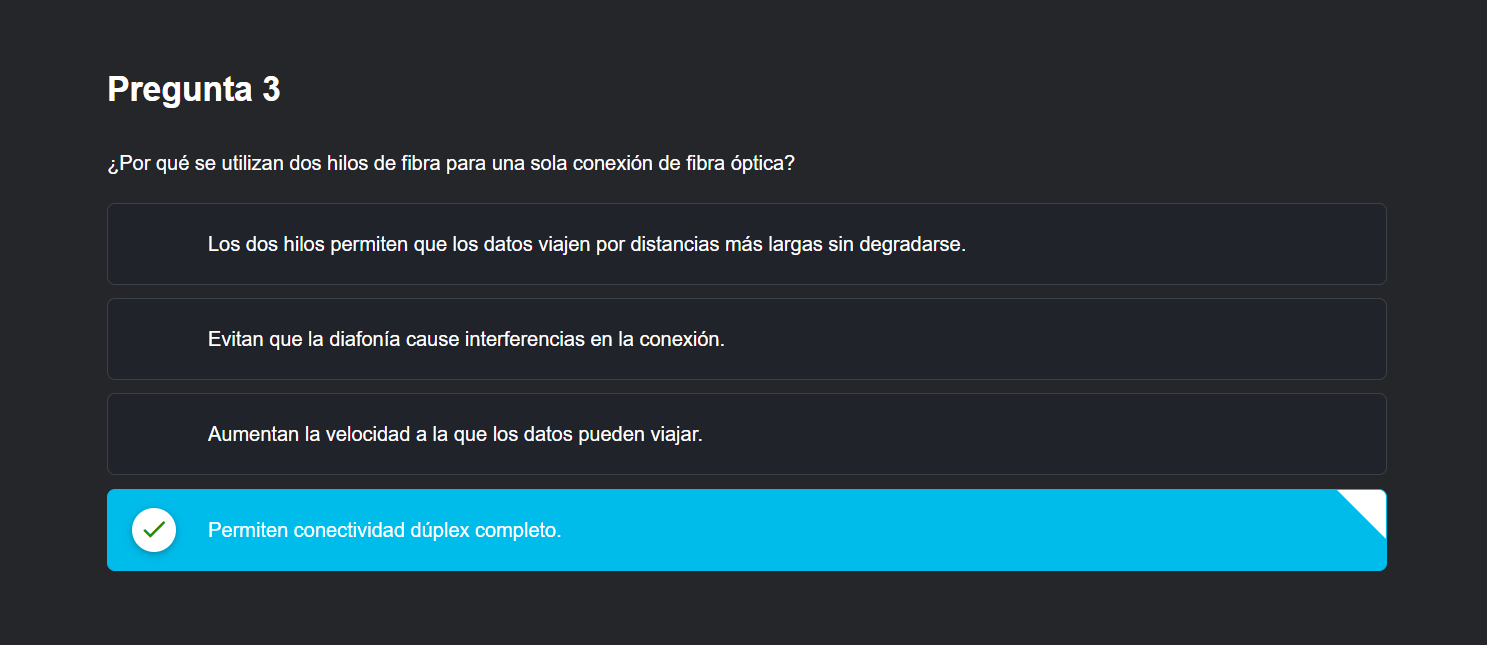 Pregunta 3
¿Por qué se utilizan dos hilos de fibra para una sola conexión de fibra óptica?
Los dos hilos permiten que los datos viajen por distancias más largas sin degradarse.
Evitan que la diafonía cause interferencias en la conexión.
Aumentan la velocidad a la que los datos pueden viajar.
Permiten conectividad dúplex completo.